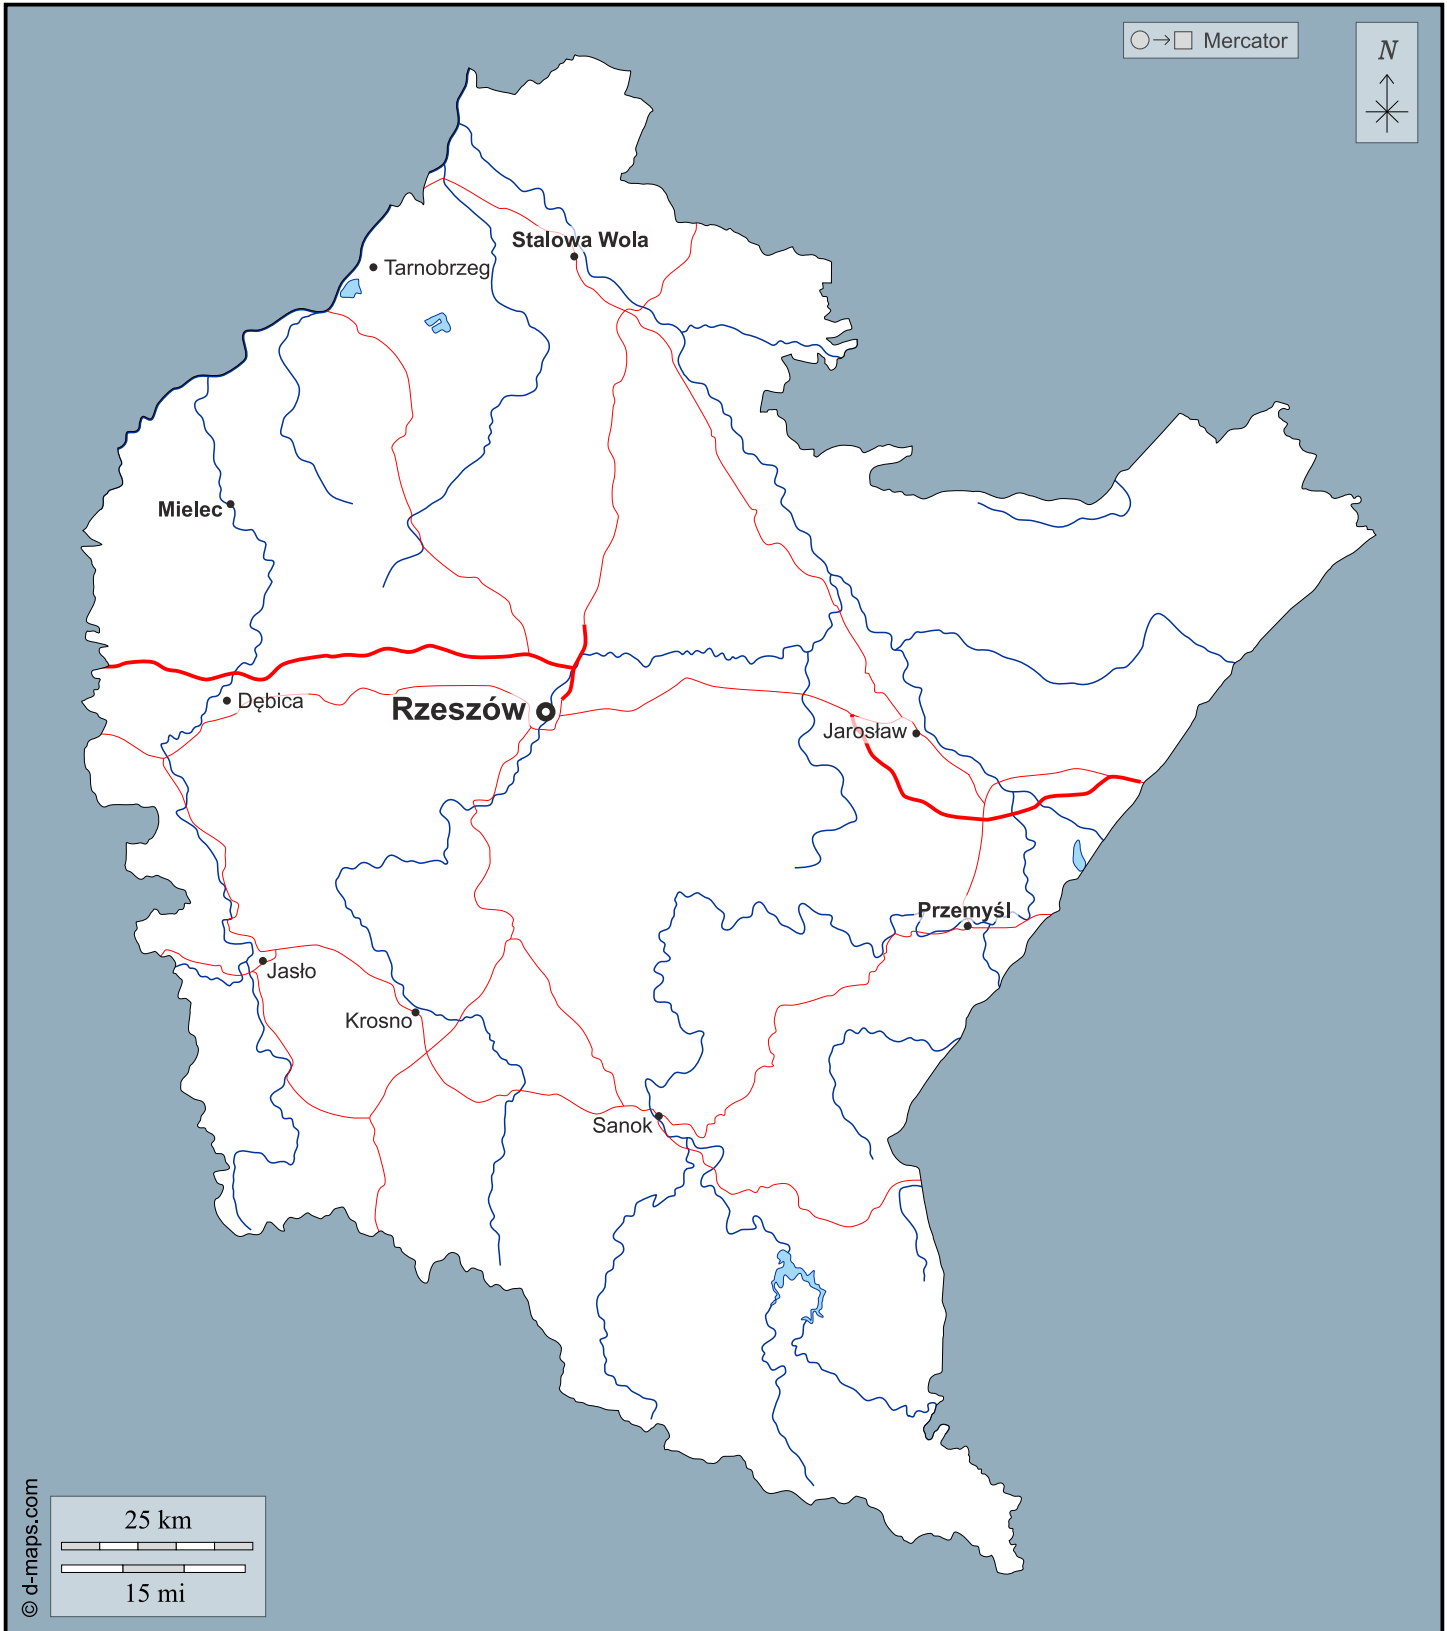 Mercator
N
Stalowa Wola
Tarnobrzeg
Mielec
Dębica
Rzeszów
Jarosław
Przemyśl
Jasło
Krosno
Sanok
25 km
15 mi
© d-maps.com